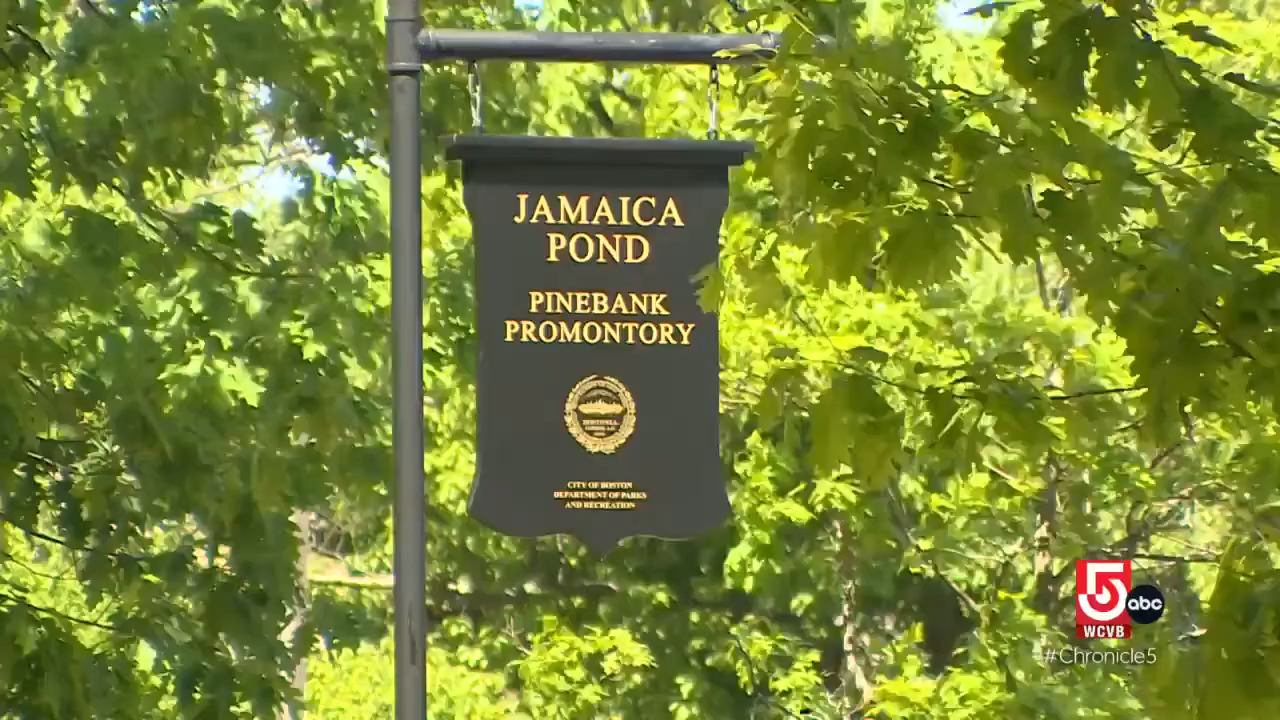 JAMAICA
POND
PINEBANK
PROMONTORY
CITY OF BOSTON
DEPARTMENT OF PARKS
AND RECREATION
5 abc
WCVB
#Chronicle5